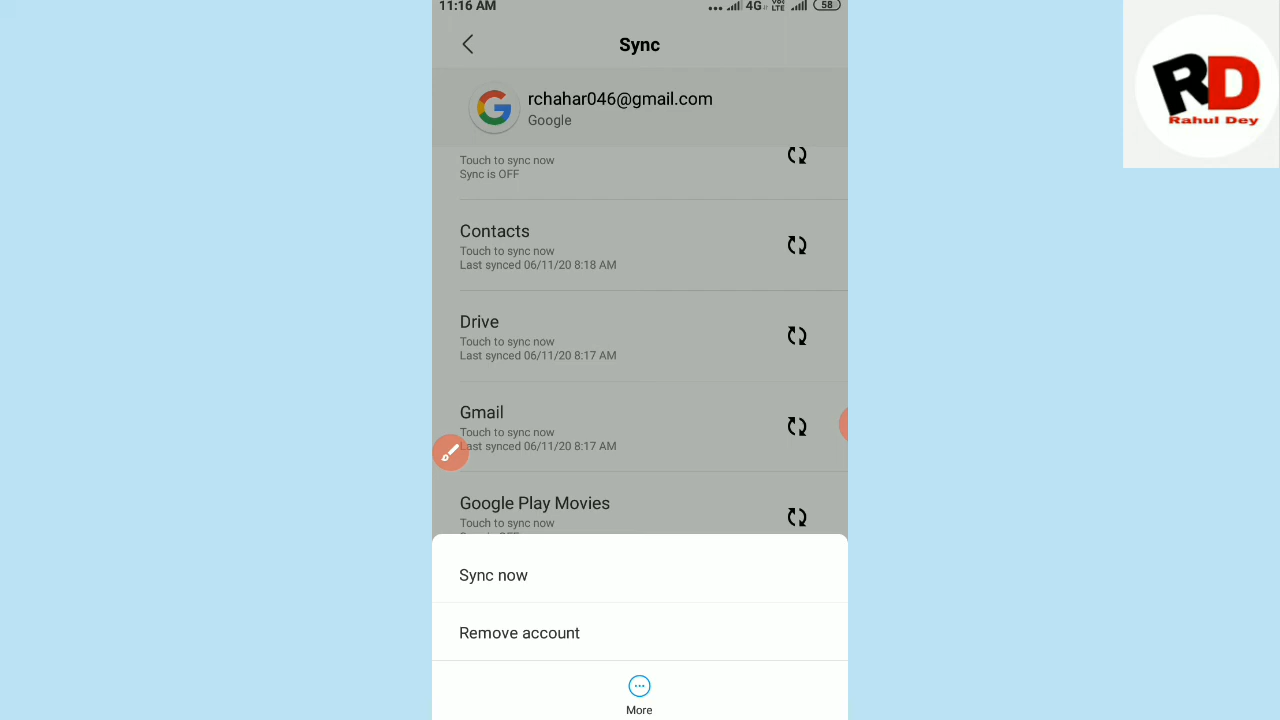 11:16 AM
4G
VoLTE
58
Sync
rchahar046@gmail.com
Google
Touch to sync now
Sync is OFF
Contacts
Touch to sync now
Last synced 06/11/20 8:18 AM
Drive
Touch to sync now
Last synced 06/11/20 8:17 AM
Gmail
Touch to sync now
Last synced 06/11/20 8:17 AM
Google Play Movies
Touch to sync now
Sync now
Remove account
More
RD
Rahul Dey